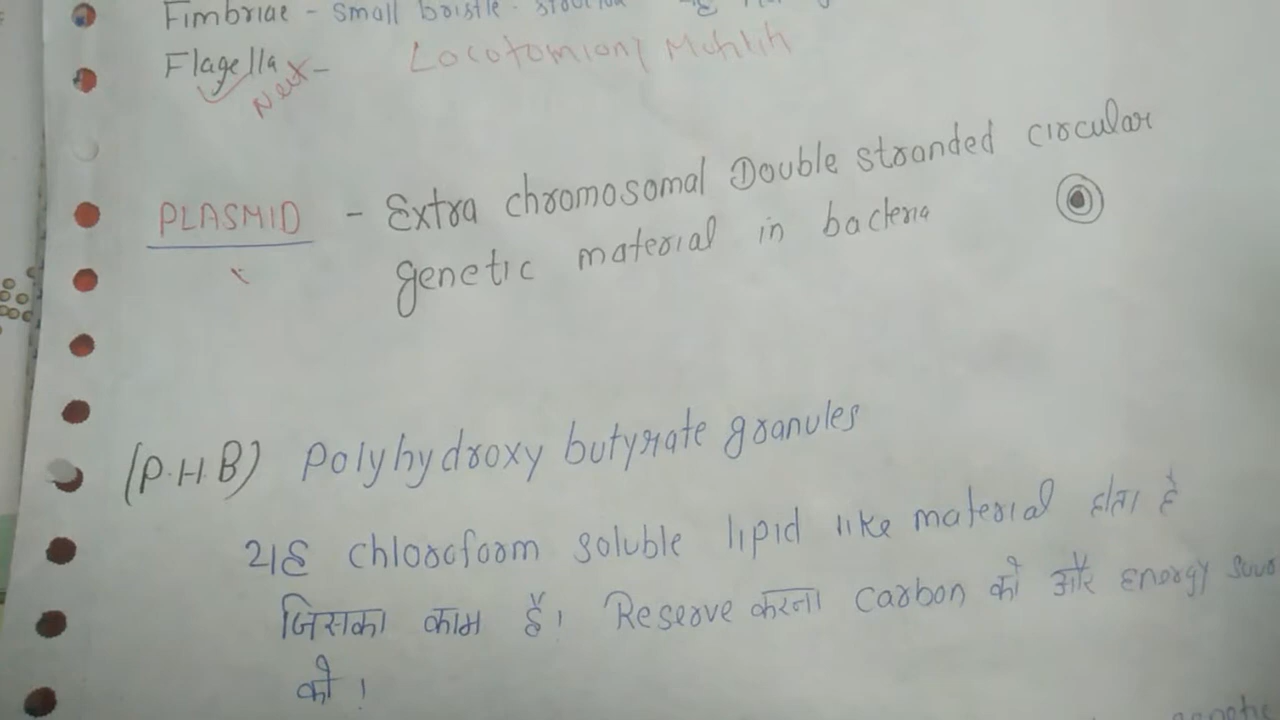 Fimbriae - small bristle
Flagella - Locotomion/
Next
PLASMID - Extra chromosomal Double stranded circular
genetic material in bacteria
(P.H.B) Polyhydroxy butyrate granules
यह chloroform soluble lipid like material होता है
जिसका काम है। Reserve करना carbon को और energy
को।